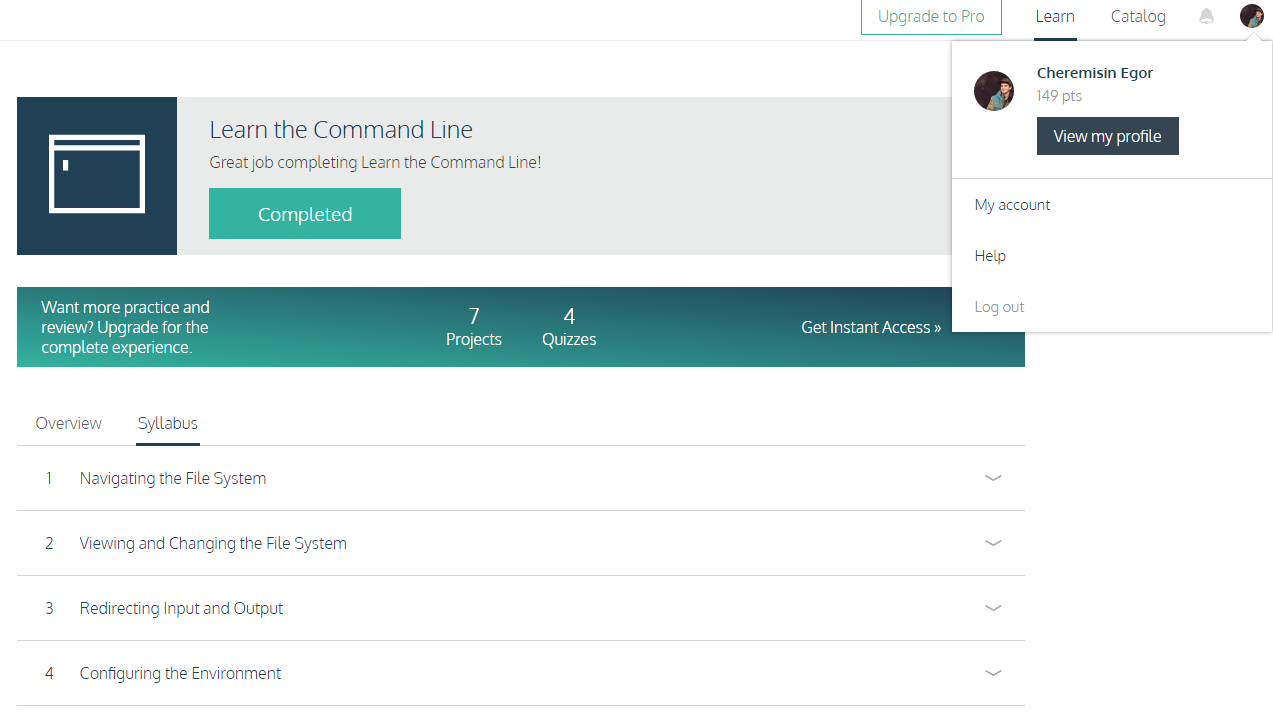 Upgrade to Pro
Learn
Catalog
Cheremisin Egor
149 pts
View my profile
My account
Help
Log out
Learn the Command Line
Great job completing Learn the Command Line!
Completed
Want more practice and
review? Upgrade for the
complete experience.
7
Projects
4
Quizzes
Get Instant Access »
Overview
Syllabus
1 Navigating the File System
2 Viewing and Changing the File System
3 Redirecting Input and Output
4 Configuring the Environment